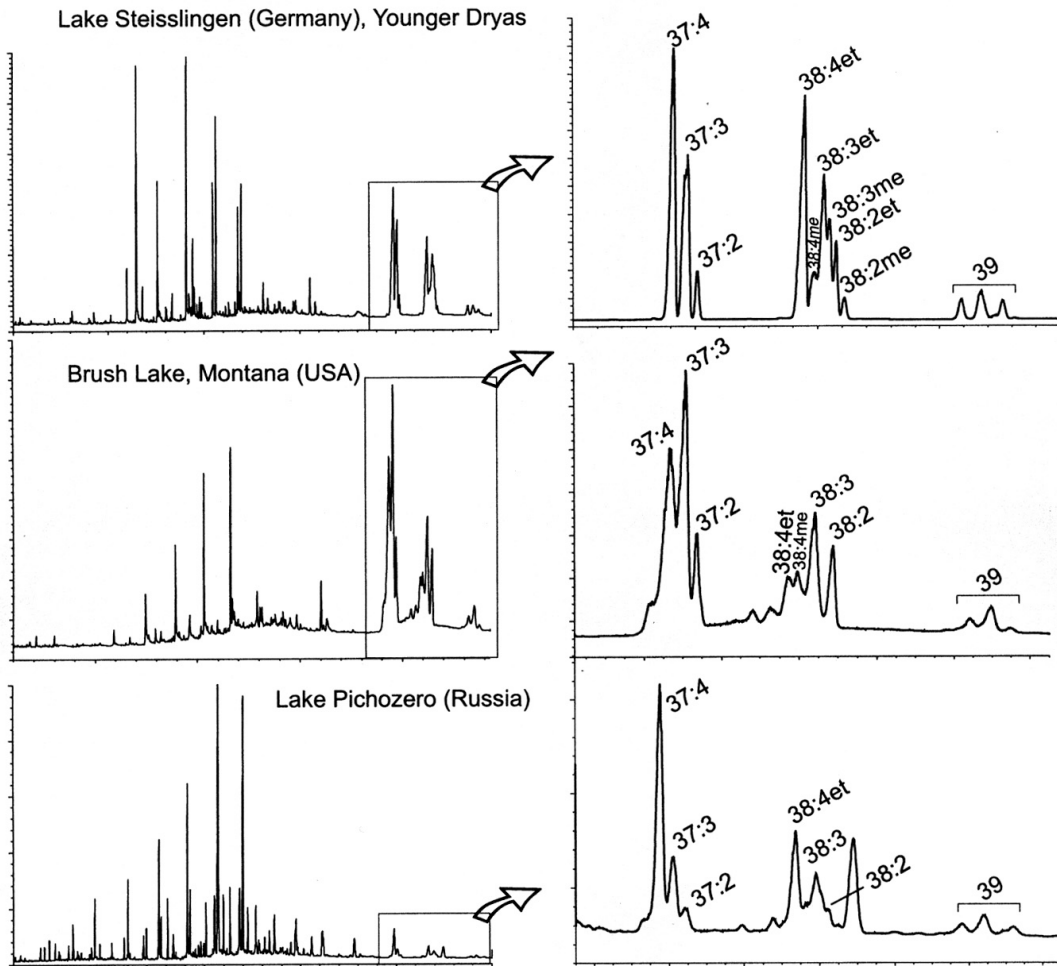 Lake Steisslingen (Germany), Younger Dryas
37:4
37:3
37:2
38:4et
38:4me
38:3et
38:3me
38:2et
38:2me
39
Brush Lake, Montana (USA)
37:4
37:3
37:2
38:4et
38:4me
38:3
38:2
39
Lake Pichozero (Russia)
37:4
37:3
37:2
38:4et
38:3
38:2
39